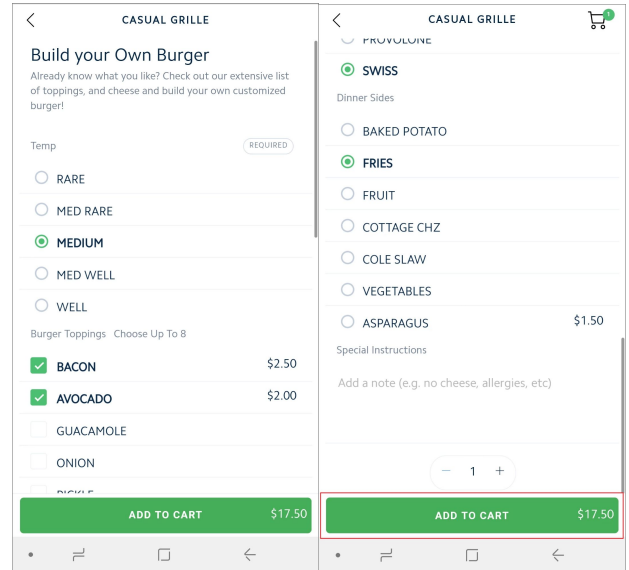 CASUAL GRILLE
Build your Own Burger
Already know what you like? Check out our extensive list
of toppings, and cheese and build your own customized
burger!
Temp REQUIRED
RARE
MED RARE
MEDIUM
MED WELL
WELL
Burger Toppings Choose Up To 8
BACON $2.50
AVOCADO $2.00
GUACAMOLE
ONION
PICKLE
ADD TO CART $17.50
CASUAL GRILLE 1
PROVOLONE
SWISS
Dinner Sides
BAKED POTATO
FRIES
FRUIT
COTTAGE CHZ
COLE SLAW
VEGETABLES
ASPARAGUS $1.50
Special Instructions
Add a note (e.g. no cheese, allergies, etc)
− 1 +
ADD TO CART $17.50